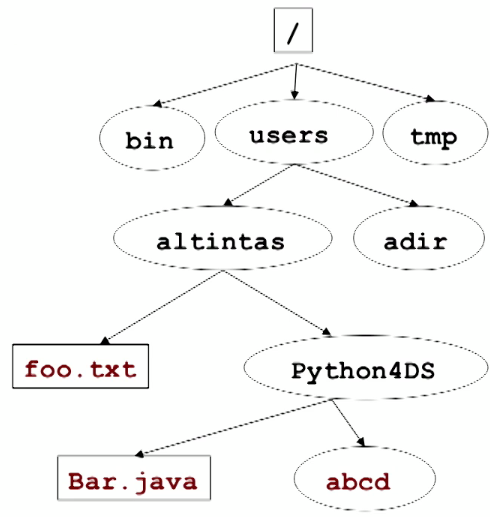 /
bin users tmp
altintas adir
foo.txt Python4DS
Bar.java abcd